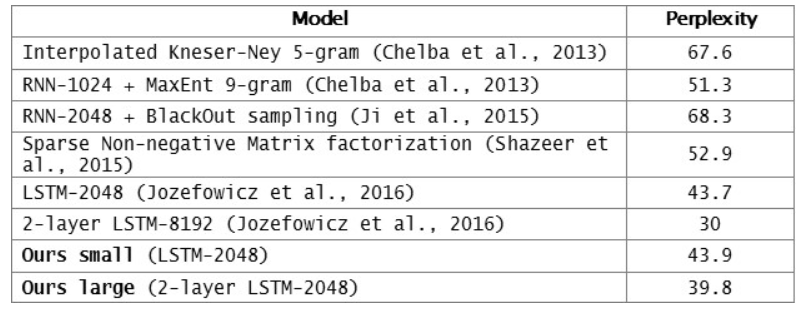 Model Perplexity
Interpolated Kneser-Ney 5-gram (Chelba et al., 2013) 67.6
RNN-1024 + MaxEnt 9-gram (Chelba et al., 2013) 51.3
RNN-2048 + BlackOut sampling (Ji et al., 2015) 68.3
Sparse Non-negative Matrix factorization (Shazeer et
al., 2015) 52.9
LSTM-2048 (Jozefowicz et al., 2016) 43.7
2-layer LSTM-8192 (Jozefowicz et al., 2016) 30
Ours small (LSTM-2048) 43.9
Ours large (2-layer LSTM-2048) 39.8